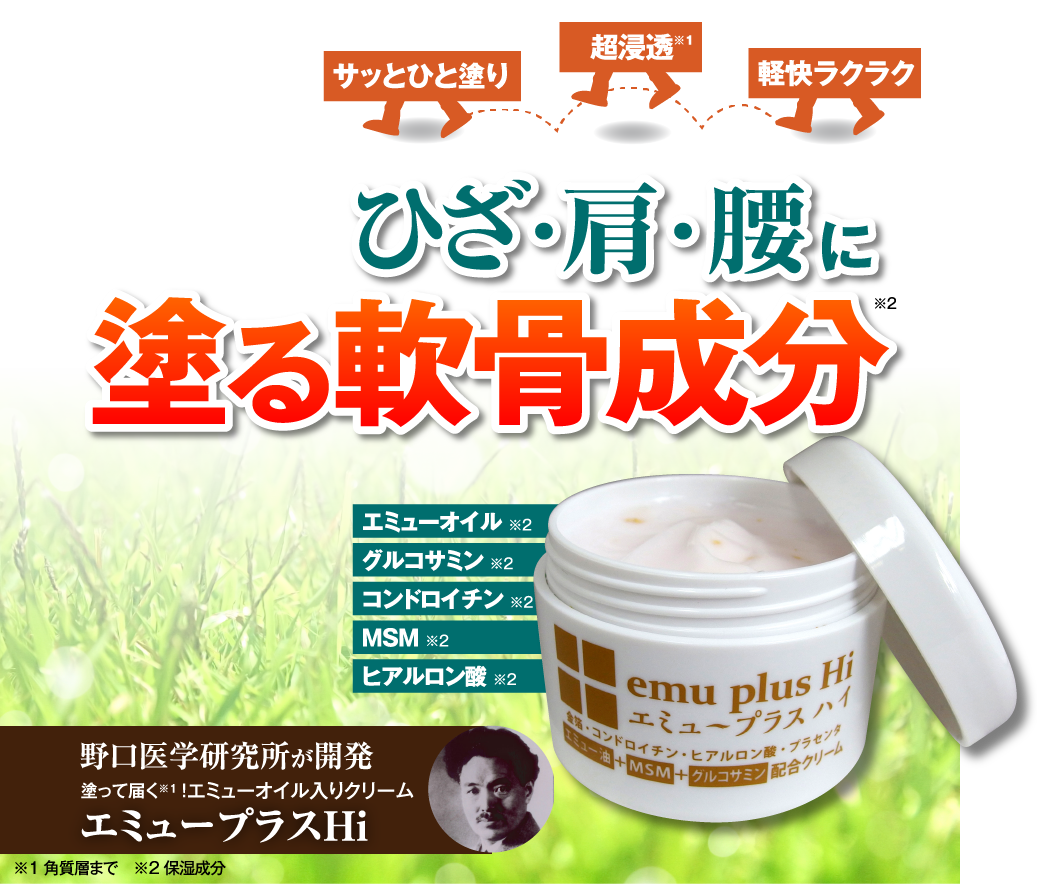 サッとひと塗り
超浸透※1
軽快ラクラク
ひざ・肩・腰に
塗る軟骨成分※2
エミューオイル ※2
グルコサミン ※2
コンドロイチン ※2
MSM ※2
ヒアルロン酸 ※2
emu plus Hi
エミュープラス ハイ
金箔・コンドロイチン・ヒアルロン酸・プラセンタ
エミュー油+MSM+グルコサミン配合クリーム
野口医学研究所が開発
塗って届く※1!エミューオイル入りクリーム
エミュープラスHi
※1 角質層まで ※2 保湿成分